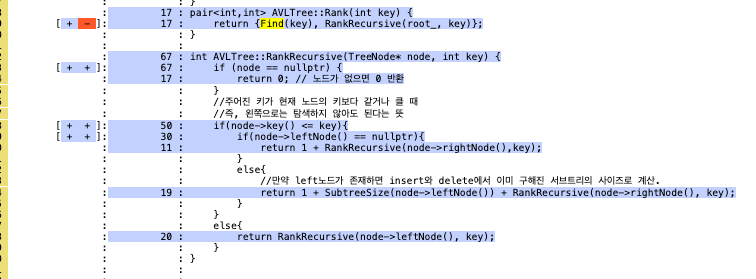 : }
17 : pair<int,int> AVLTree::Rank(int key) {
[ + - ]: 17 : return {Find(key), RankRecursive(root_, key)};
: : }
: :
67 : int AVLTree::RankRecursive(TreeNode* node, int key) {
[ + + ]: 67 : if (node == nullptr) {
17 : return 0; // 노드가 없으면 0 반환
: : }
: : //주어진 키가 현재 노드의 키보다 같거나 클 때
: : //즉, 왼쪽으로는 탐색하지 않아도 된다는 뜻
[ + + ]: 50 : if(node->key() <= key){
[ + + ]: 30 : if(node->leftNode() == nullptr){
11 : return 1 + RankRecursive(node->rightNode(),key);
: : }
: : else{
: : //만약 left노드가 존재하면 insert와 delete에서 이미 구해진 서브트리의 사이즈로 계산.
19 : return 1 + SubtreeSize(node->leftNode()) + RankRecursive(node->rightNode(), key);
: : }
: : }
: : else{
20 : return RankRecursive(node->leftNode(), key);
: : }
: : }
: :